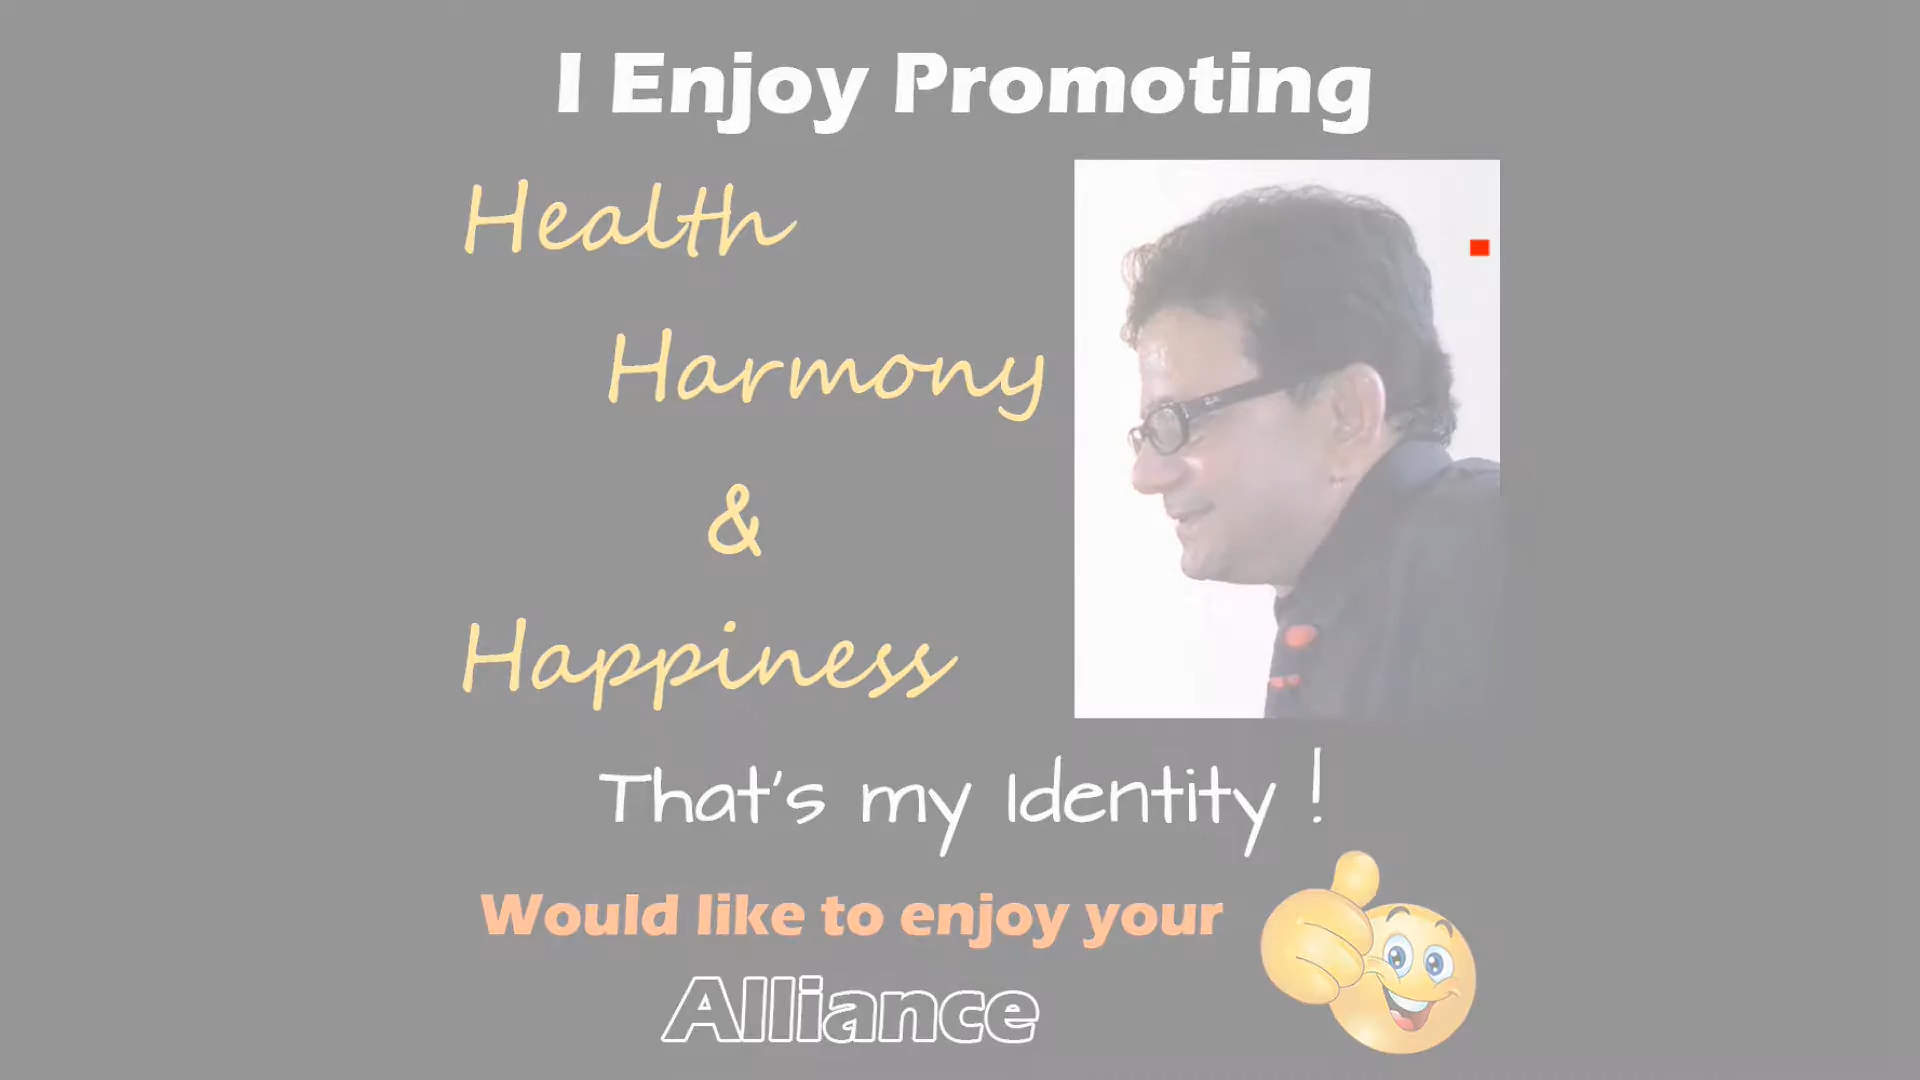 I Enjoy Promoting
Health
Harmony
&
Happiness
That's my Identity !
Would like to enjoy your
Alliance